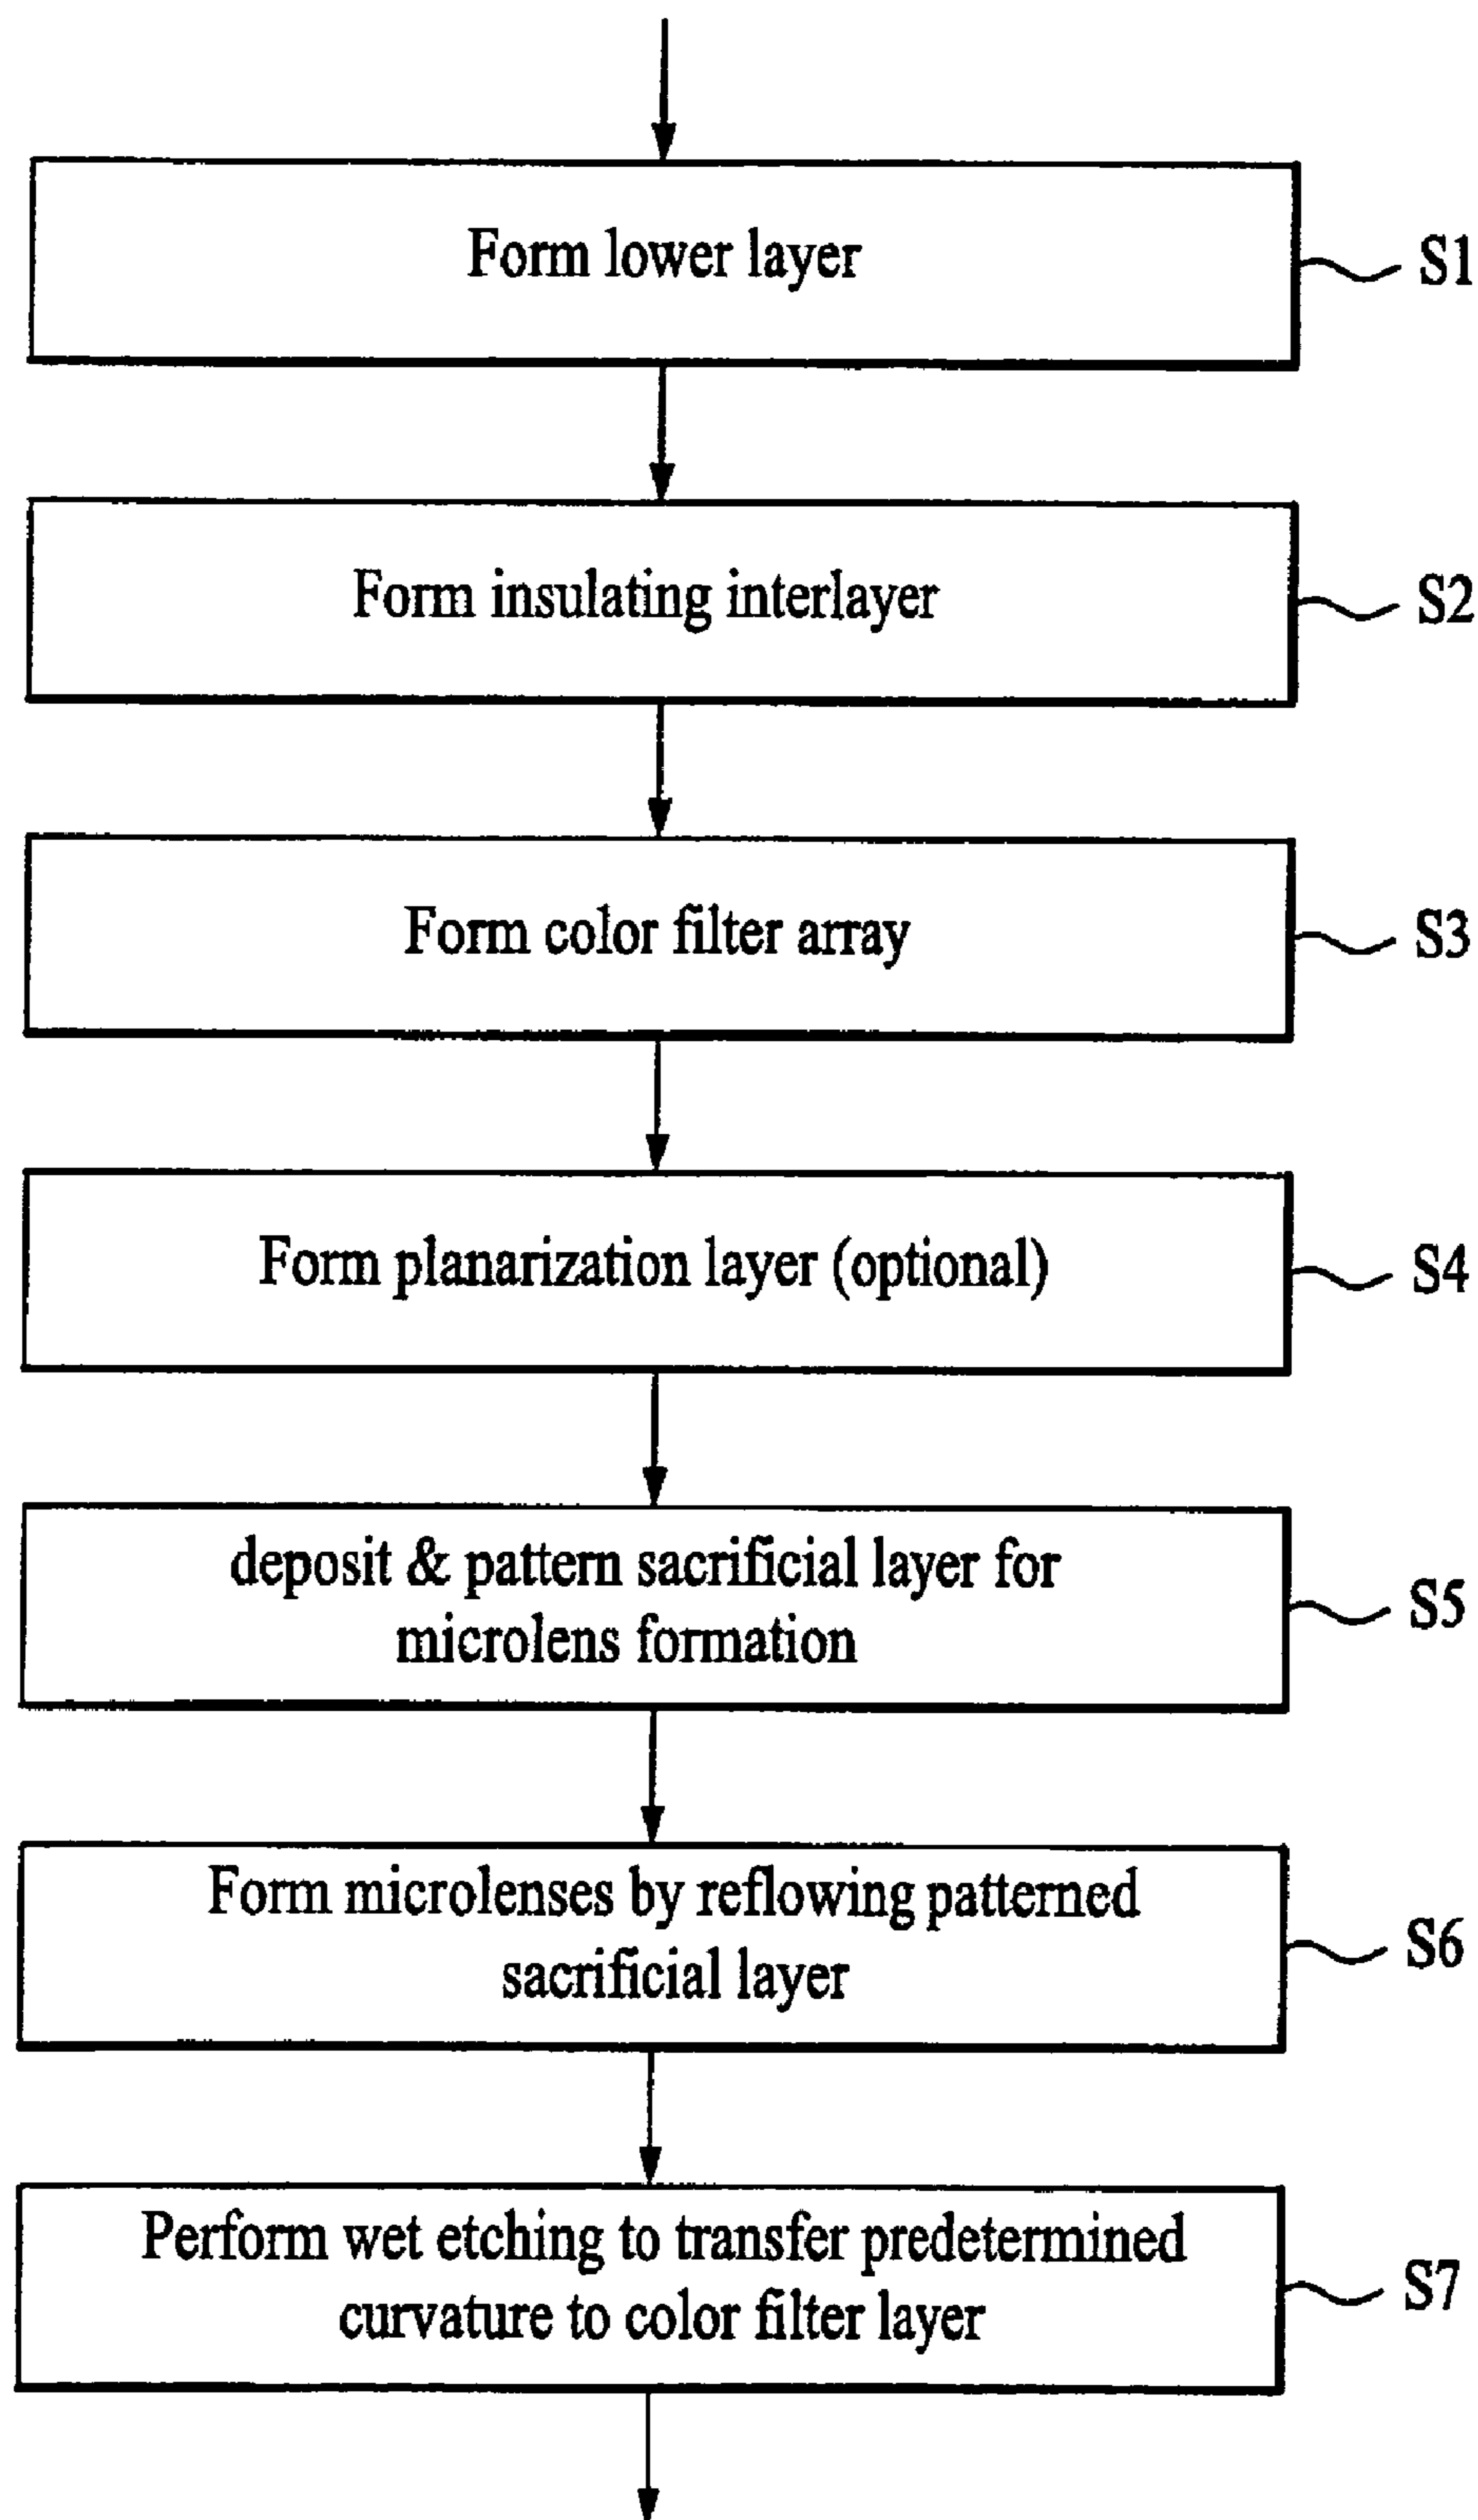 Form lower layer
S1
Form insulating interlayer
S2
Form color filter array
S3
Form planarization layer (optional)
S4
deposit & pattern sacrificial layer for
microlens formation
S5
Form microlenses by reflowing patterned
sacrificial layer
S6
Perform wet etching to transfer predetermined
curvature to color filter layer
S7